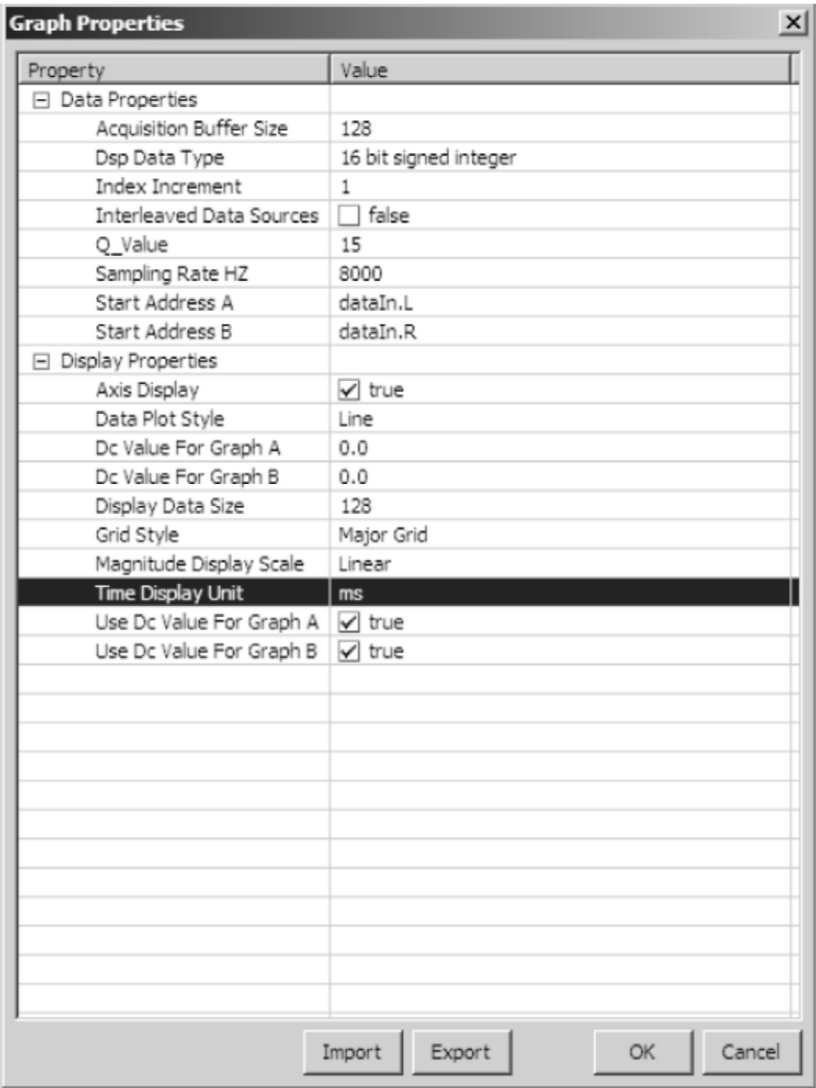 Graph Properties
Property Value
Data Properties
Acquisition Buffer Size 128
Dsp Data Type 16 bit signed integer
Index Increment 1
Interleaved Data Sources false
Q_Value 15
Sampling Rate HZ 8000
Start Address A dataIn.L
Start Address B dataIn.R
Display Properties
Axis Display true
Data Plot Style Line
Dc Value For Graph A 0.0
Dc Value For Graph B 0.0
Display Data Size 128
Grid Style Major Grid
Magnitude Display Scale Linear
Time Display Unit ms
Use Dc Value For Graph A true
Use Dc Value For Graph B true
Import Export OK Cancel